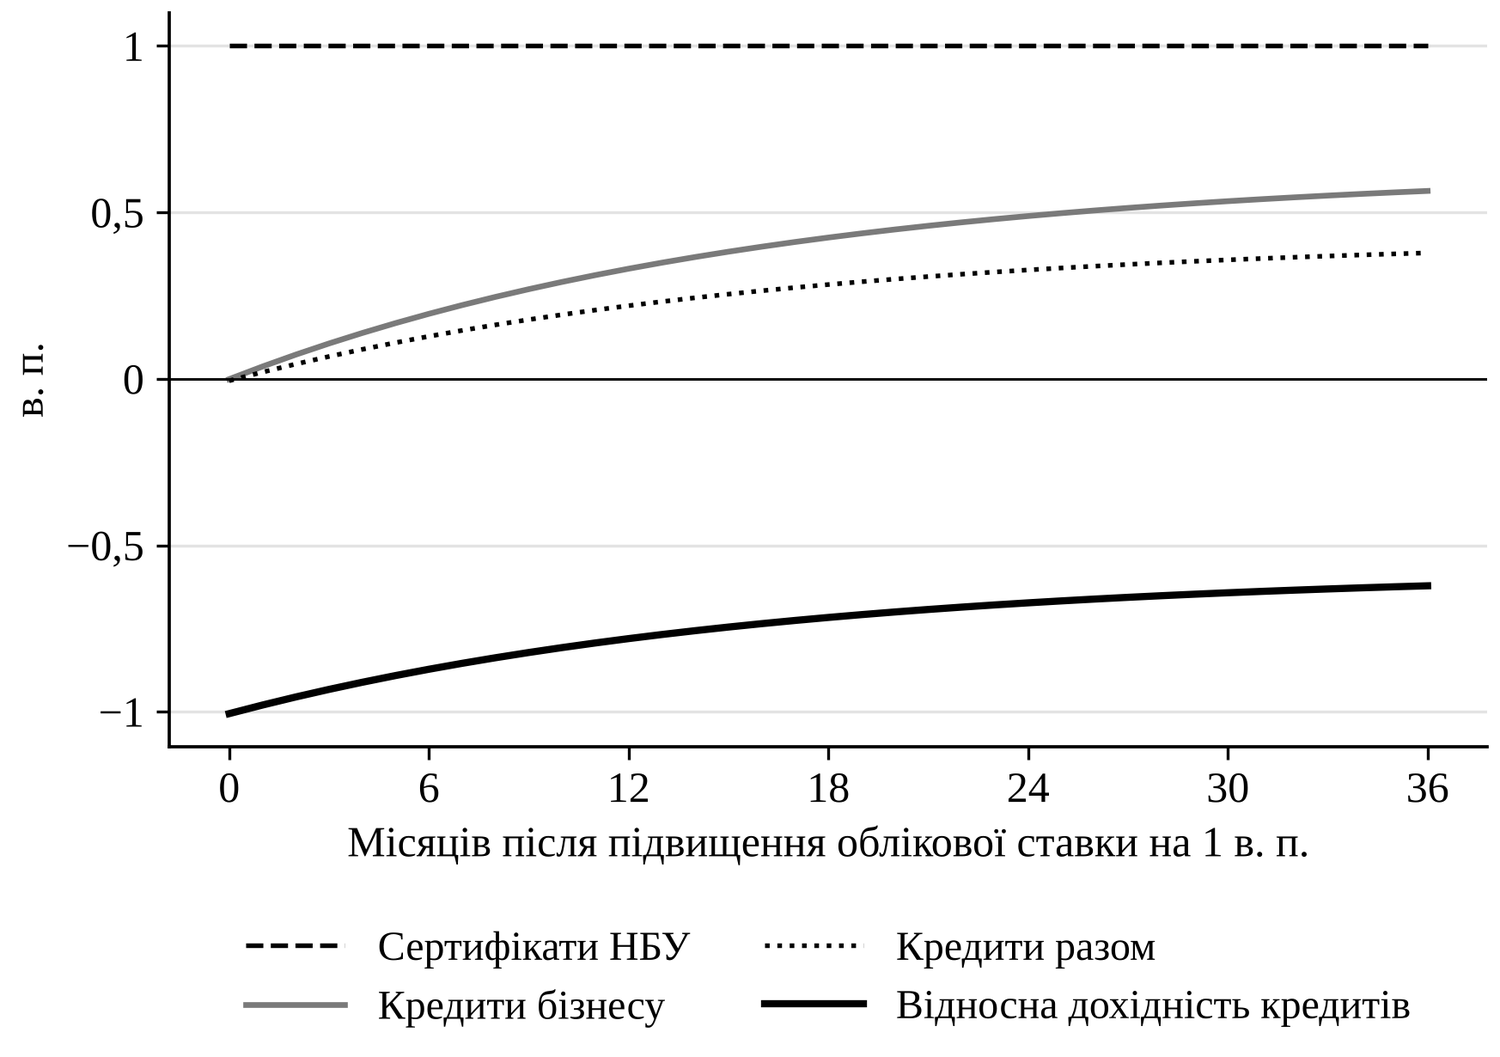 1
0,5
0
−0,5
−1
в. п.
0 6 12 18 24 30 36
Місяців після підвищення облікової ставки на 1 в. п.
Сертифікати НБУ Кредити разом
Кредити бізнесу Відносна дохідність кредитів